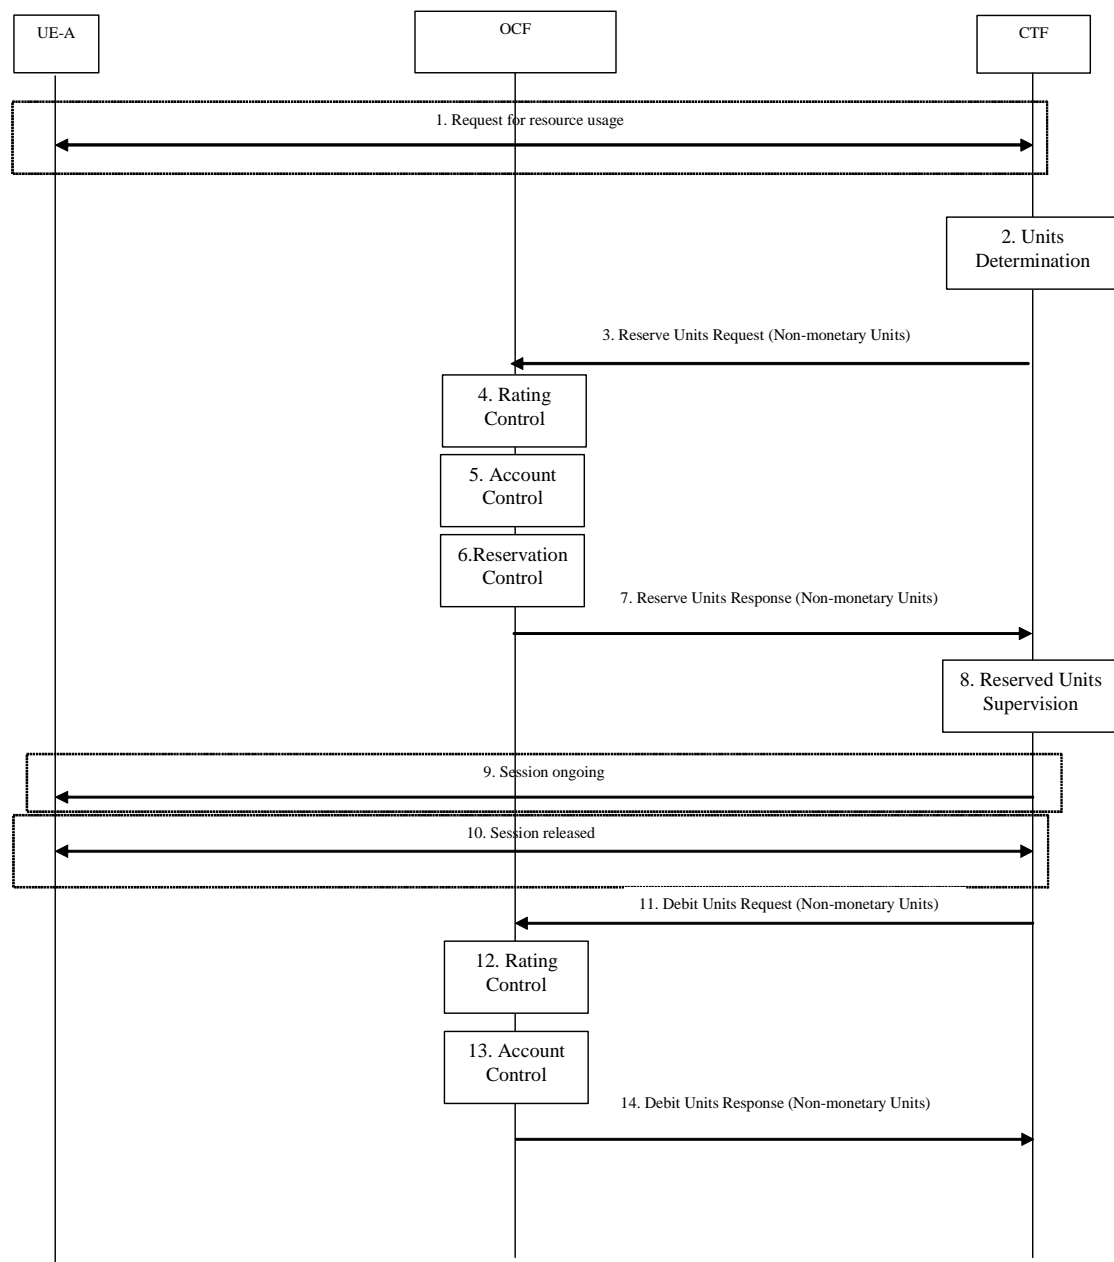 UE-A
OCF
CTF
1. Request for resource usage
2. Units
Determination
3. Reserve Units Request (Non-monetary Units)
4. Rating
Control
5. Account
Control
6.Reservation
Control
7. Reserve Units Response (Non-monetary Units)
8. Reserved Units
Supervision
9. Session ongoing
10. Session released
11. Debit Units Request (Non-monetary Units)
12. Rating
Control
13. Account
Control
14. Debit Units Response (Non-monetary Units)